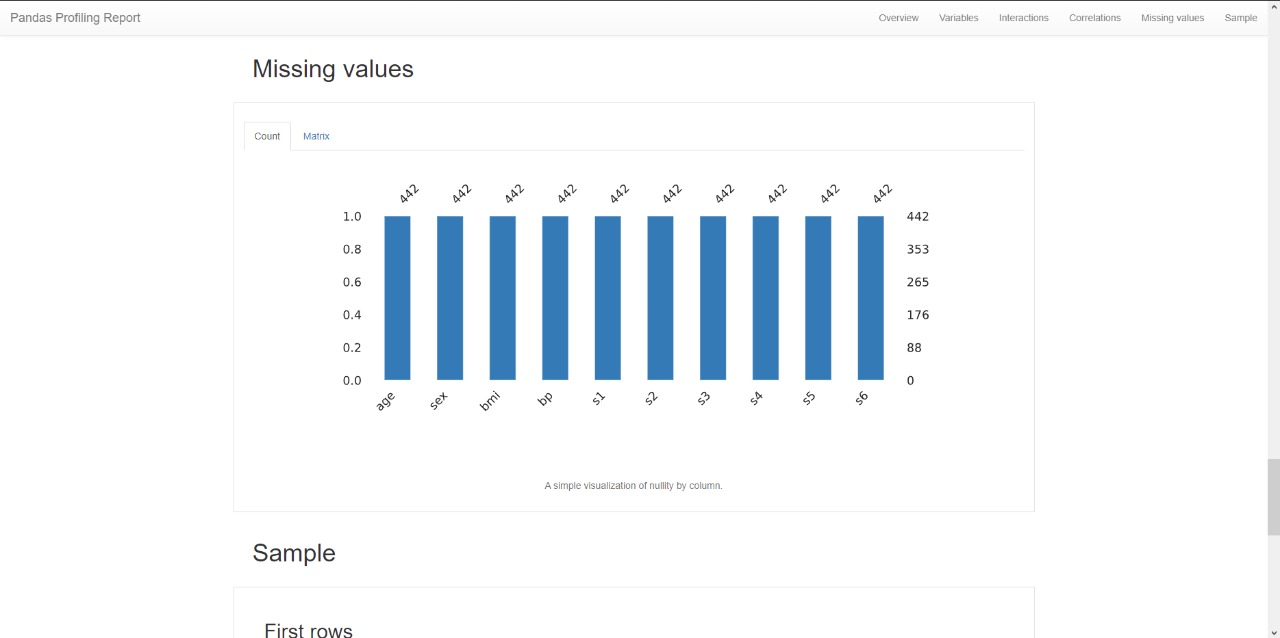 Pandas Profiling Report Overview Variables Interactions Correlations Missing values Sample
Missing values
Count Matrix
442 442 442 442 442 442 442 442 442 442
1.0 442
0.8 353
0.6 265
0.4 176
0.2 88
0.0 0
age sex bmi bp s1 s2 s3 s4 s5 s6
A simple visualization of nullity by column.
Sample
First rows